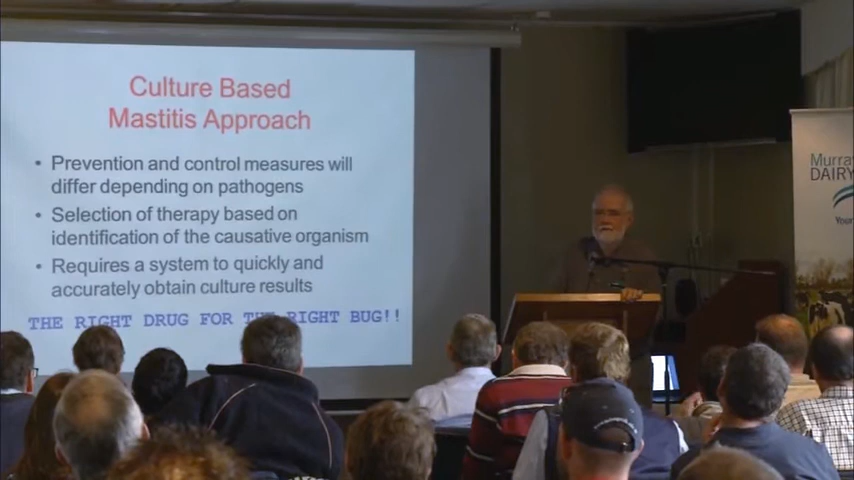 Culture Based
Mastitis Approach
• Prevention and control measures will
differ depending on pathogens
• Selection of therapy based on
identification of the causative organism
• Requires a system to quickly and
accurately obtain culture results
THE RIGHT DRUG FOR THE RIGHT BUG!!
Murray
DAIRY
Your